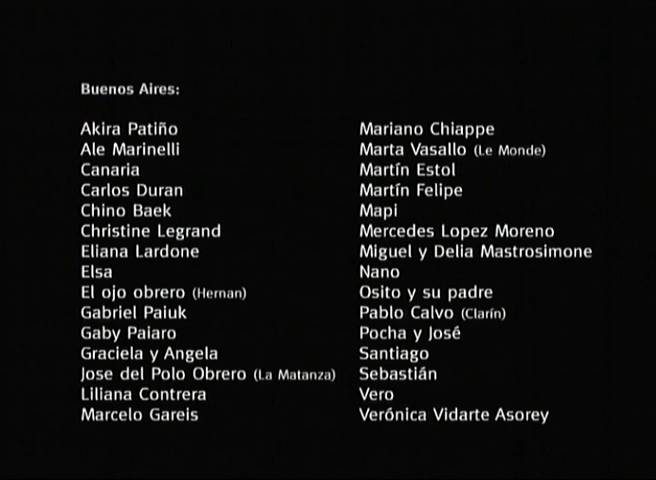 Buenos Aires:
Akira Patiño
Ale Marinelli
Canaria
Carlos Duran
Chino Baek
Christine Legrand
Eliana Lardone
Elsa
El ojo obrero (Hernan)
Gabriel Paiuk
Gaby Paiaro
Graciela y Angela
Jose del Polo Obrero (La Matanza)
Liliana Contrera
Marcelo Gareis
Mariano Chiappe
Marta Vasallo (Le Monde)
Martín Estol
Martín Felipe
Mapi
Mercedes Lopez Moreno
Miguel y Delia Mastrosimone
Nano
Osito y su padre
Pablo Calvo (Clarín)
Pocha y José
Santiago
Sebastián
Vero
Verónica Vidarte Asorey